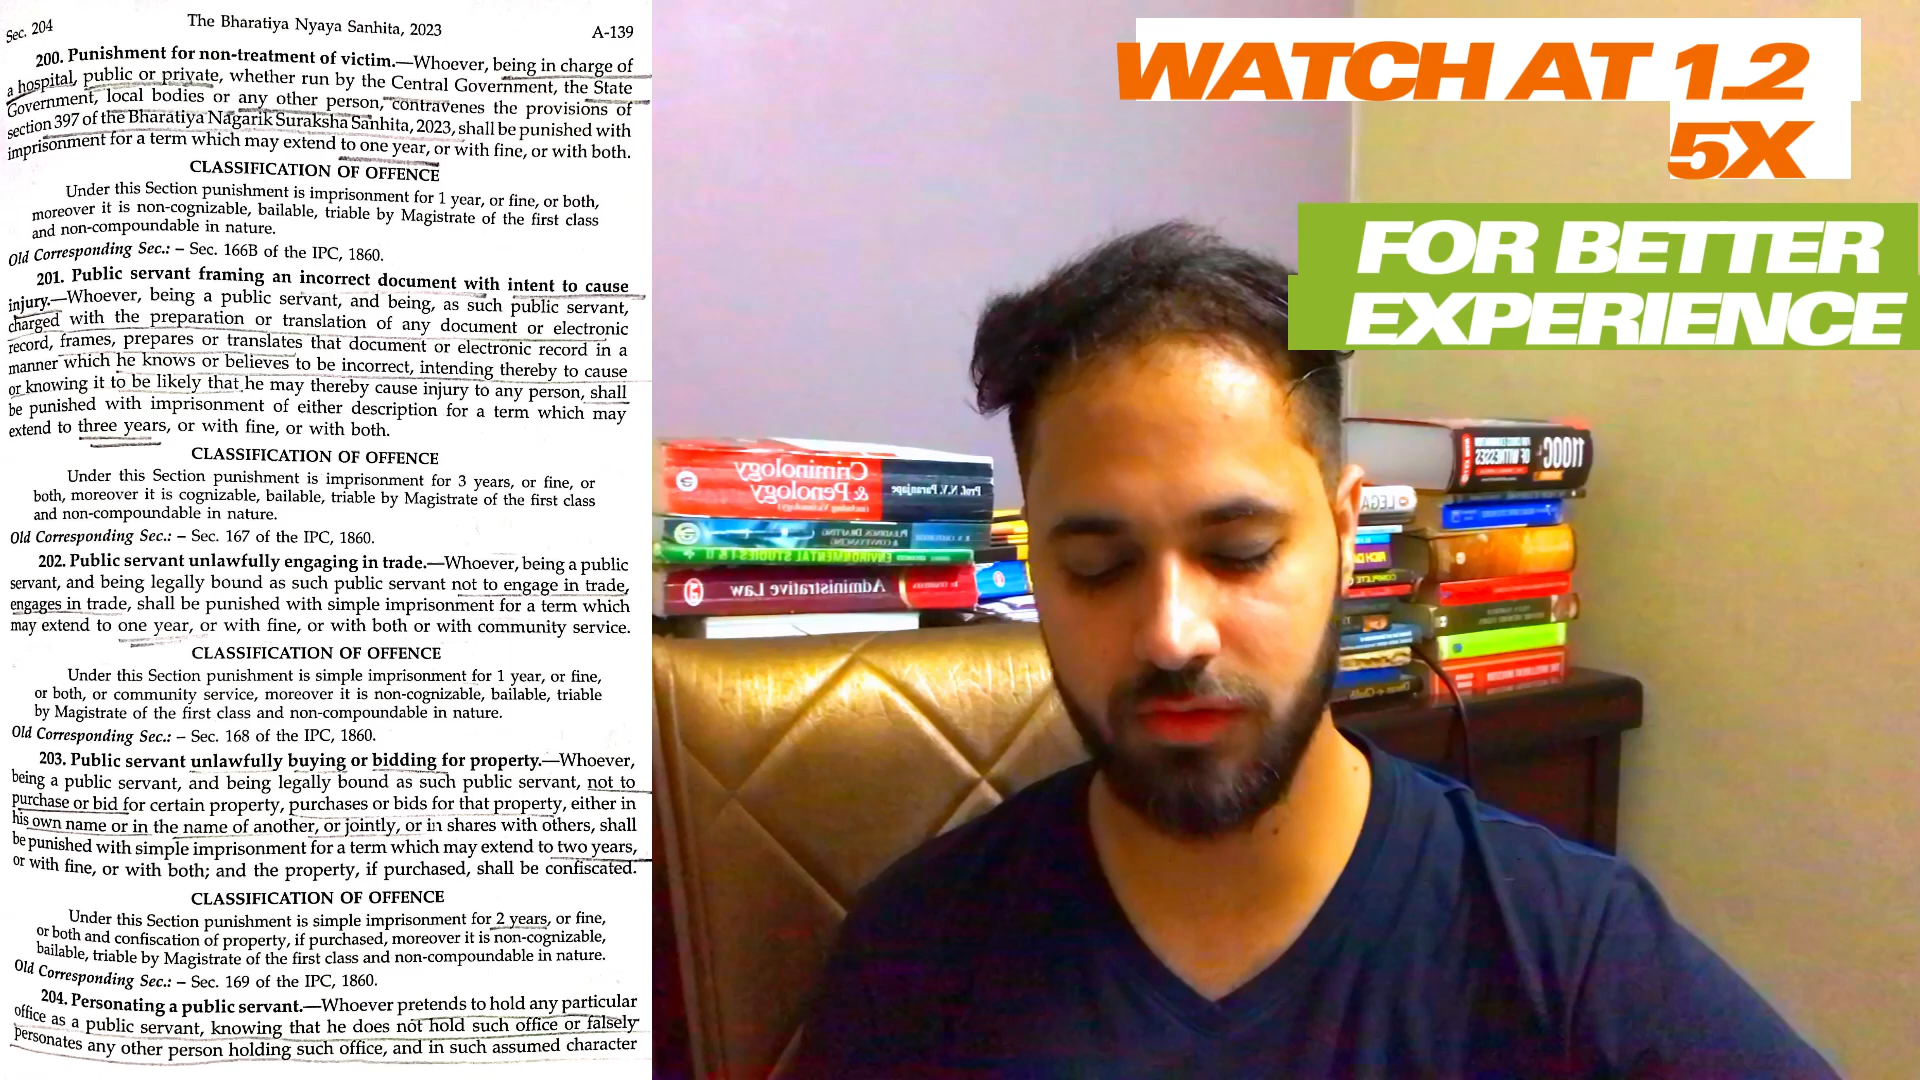 Sec. 204
The Bharatiya Nyaya Sanhita, 2023
A-139
200. Punishment for non-treatment of victim.—Whoever, being in charge of
a hospital, public or private, whether run by the Central Government, the State
Government, local bodies or any other person, contravenes the provisions of
section 397 of the Bharatiya Nagarik Suraksha Sanhita, 2023, shall be punished with
imprisonment for a term which may extend to one year, or with fine, or with both.
CLASSIFICATION OF OFFENCE
Under this Section punishment is imprisonment for 1 year, or fine, or both,
moreover it is non-cognizable, bailable, triable by Magistrate of the first class
and non-compoundable in nature.
Old Corresponding Sec.: – Sec. 166B of the IPC, 1860.
201. Public servant framing an incorrect document with intent to cause
injury.—Whoever, being a public servant, and being, as such public servant,
charged with the preparation or translation of any document or electronic
record, frames, prepares or translates that document or electronic record in a
manner which he knows or believes to be incorrect, intending thereby to cause
or knowing it to be likely that he may thereby cause injury to any person, shall
be punished with imprisonment of either description for a term which may
extend to three years, or with fine, or with both.
CLASSIFICATION OF OFFENCE
Under this Section punishment is imprisonment for 3 years, or fine, or
both, moreover it is cognizable, bailable, triable by Magistrate of the first class
and non-compoundable in nature.
Old Corresponding Sec.: – Sec. 167 of the IPC, 1860.
202. Public servant unlawfully engaging in trade.—Whoever, being a public
servant, and being legally bound as such public servant not to engage in trade,
engages in trade, shall be punished with simple imprisonment for a term which
may extend to one year, or with fine, or with both or with community service.
CLASSIFICATION OF OFFENCE
Under this Section punishment is simple imprisonment for 1 year, or fine,
or both, or community service, moreover it is non-cognizable, bailable, triable
by Magistrate of the first class and non-compoundable in nature.
Old Corresponding Sec.: – Sec. 168 of the IPC, 1860.
203. Public servant unlawfully buying or bidding for property.—Whoever,
being a public servant, and being legally bound as such public servant, not to
purchase or bid for certain property, purchases or bids for that property, either in
his own name or in the name of another, or jointly, or in shares with others, shall
be punished with simple imprisonment for a term which may extend to two years,
or with fine, or with both; and the property, if purchased, shall be confiscated.
CLASSIFICATION OF OFFENCE
Under this Section punishment is simple imprisonment for 2 years, or fine,
or both and confiscation of property, if purchased, moreover it is non-cognizable,
bailable, triable by Magistrate of the first class and non-compoundable in nature.
Old Corresponding Sec.: – Sec. 169 of the IPC, 1860.
204. Personating a public servant.—Whoever pretends to hold any particular
office as a public servant, knowing that he does not hold such office or falsely
personates any other person holding such office, and in such assumed character
WATCH AT 1.2
5X
FOR BETTER
EXPERIENCE
Criminology
& Penology
(Including Victimology)
Prof. N.V. Paranjape
PLEADINGS, DRAFTING
& CONVEYANCING
ENVIRONMENTAL STUDIES I & II
Administrative Law
OF WITNESSES
LEGA
RICH DA
COMPLETE